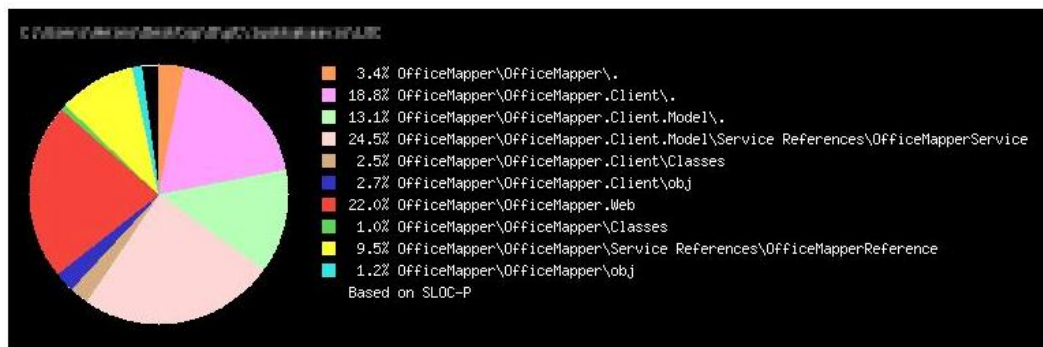 3.4% OfficeMapper\OfficeMapper\.
18.8% OfficeMapper\OfficeMapper.Client\.
13.1% OfficeMapper\OfficeMapper.Client.Model\.
24.5% OfficeMapper\OfficeMapper.Client.Model\Service References\OfficeMapperService
2.5% OfficeMapper\OfficeMapper.Client\Classes
2.7% OfficeMapper\OfficeMapper.Client\obj
22.0% OfficeMapper\OfficeMapper.Web
1.0% OfficeMapper\OfficeMapper\Classes
9.5% OfficeMapper\OfficeMapper\Service References\OfficeMapperReference
1.2% OfficeMapper\OfficeMapper\obj
Based on SLOC-P